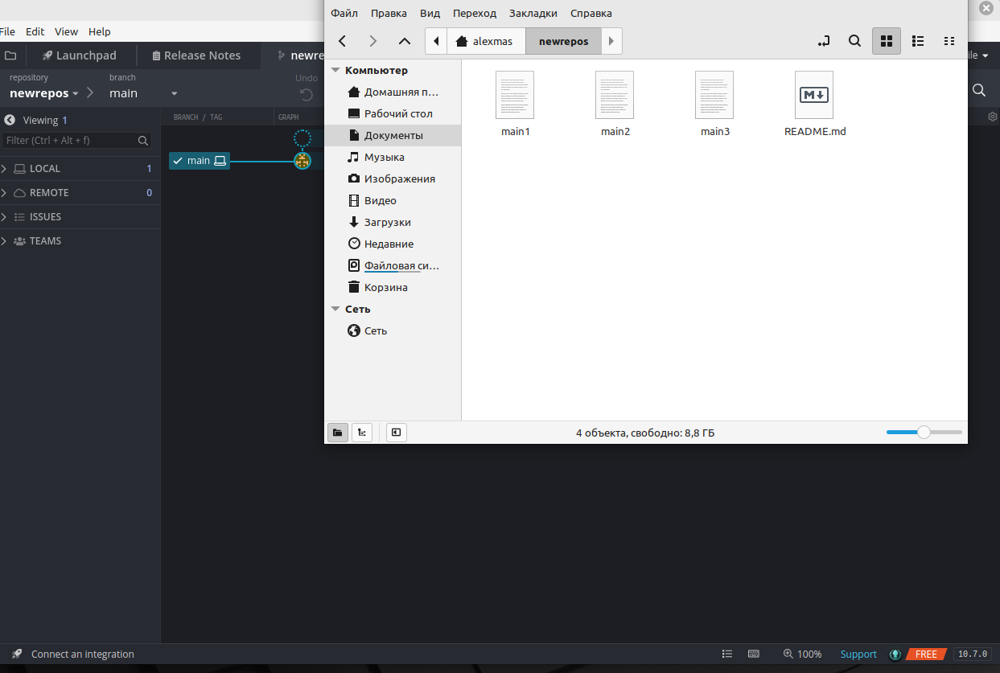 Файл Правка Вид Переход Закладки Справка
File Edit View Help
alexmas newrepos
Launchpad Release Notes newre
repository branch Undo
newrepos main
Viewing 1
BRANCH / TAG GRAPH
Filter (Ctrl + Alt + f)
main
LOCAL 1
REMOTE 0
ISSUES
TEAMS
Компьютер
Домашняя п...
Рабочий стол
Документы
Музыка
Изображения
Видео
Загрузки
Недавние
Файловая си...
Корзина
Сеть
Сеть
M
main1 main2 main3 README.md
4 объекта, свободно: 8,8 ГБ
ile
Connect an integration 100% Support FREE 10.7.0